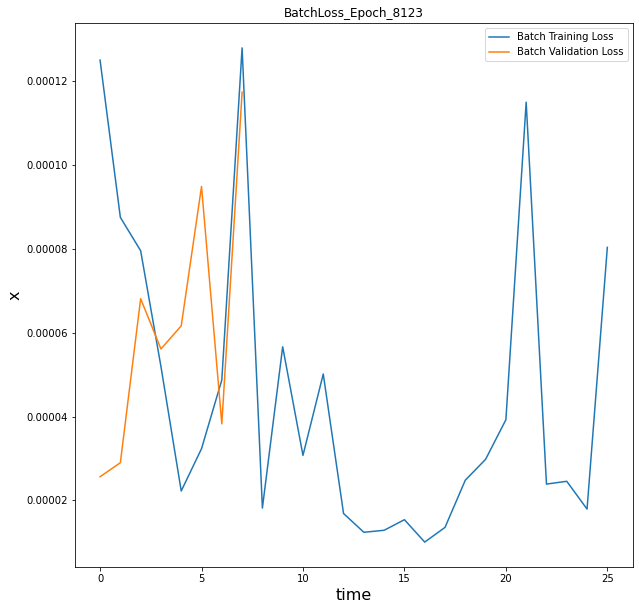 BatchLoss_Epoch_8123
Batch Training Loss
Batch Validation Loss
0.00012
0.00010
0.00008
0.00006
0.00004
0.00002
x
0 5 10 15 20 25
time